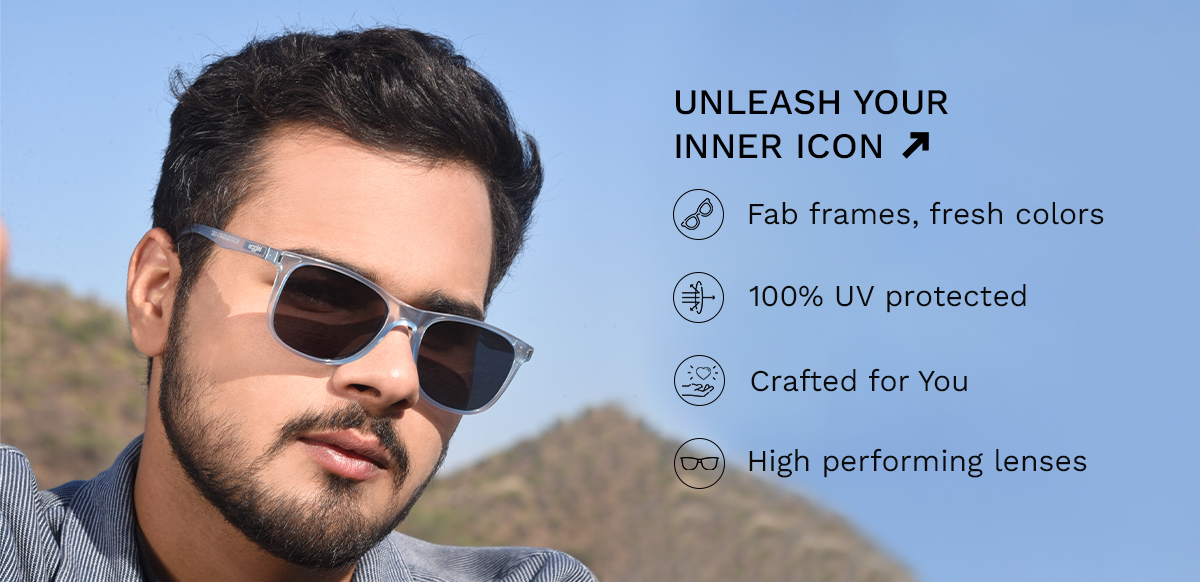 UNLEASH YOUR
INNER ICON
Fab frames, fresh colors
100% UV protected
Crafted for You
High performing lenses